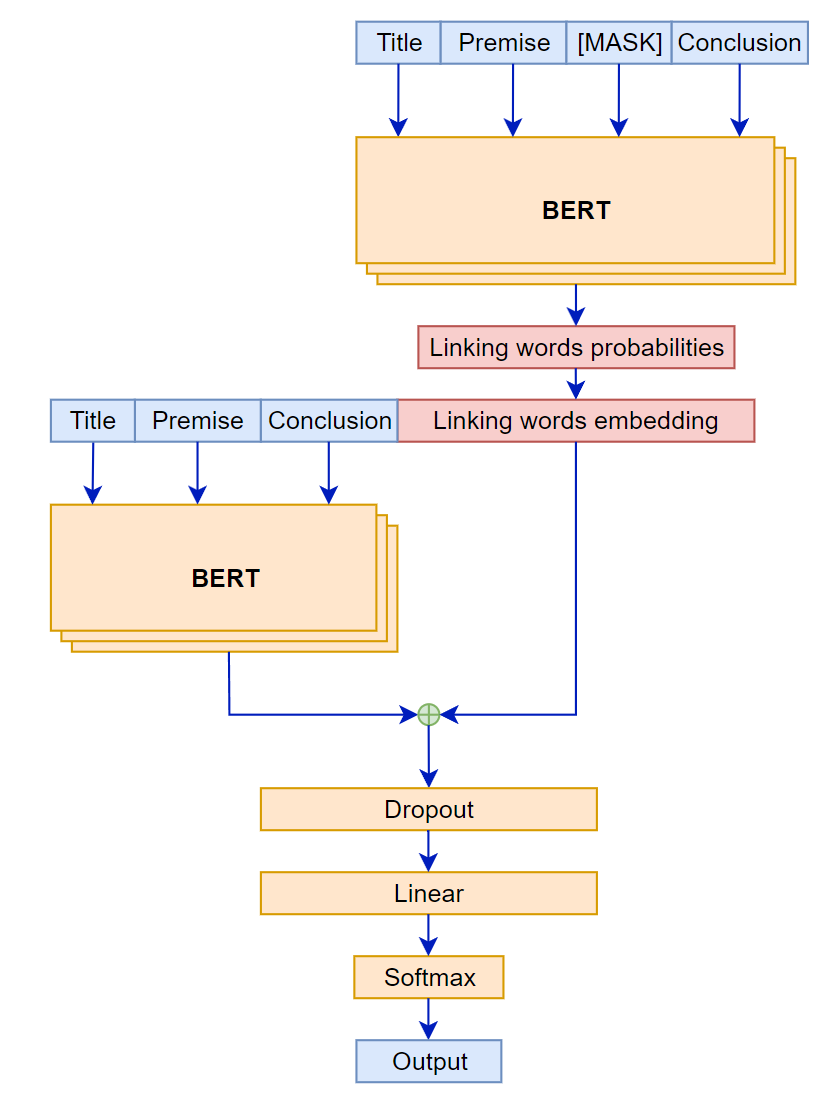 Title Premise [MASK] Conclusion
BERT
Linking words probabilities
Title Premise Conclusion Linking words embedding
BERT
Dropout
Linear
Softmax
Output